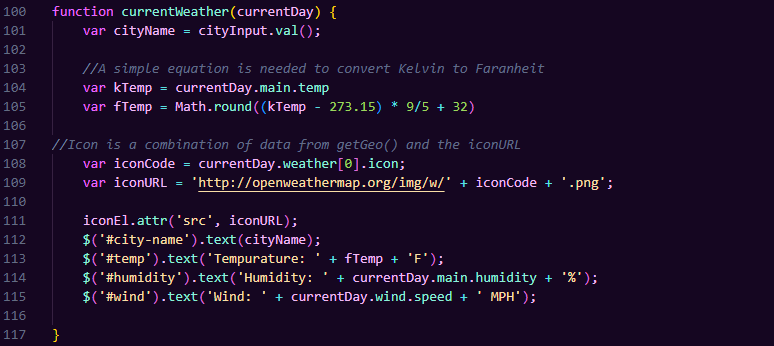 100 function currentWeather(currentDay) {
101     var cityName = cityInput.val();
102
103     //A simple equation is needed to convert Kelvin to Faranheit
104     var kTemp = currentDay.main.temp
105     var fTemp = Math.round((kTemp - 273.15) * 9/5 + 32)
106
107 //Icon is a combination of data from getGeo() and the iconURL
108     var iconCode = currentDay.weather[0].icon;
109     var iconURL = 'http://openweathermap.org/img/w/' + iconCode + '.png';
110
111     iconEl.attr('src', iconURL);
112     $('#city-name').text(cityName);
113     $('#temp').text('Tempurature: ' + fTemp + 'F');
114     $('#humidity').text('Humidity: ' + currentDay.main.humidity + '%');
115     $('#wind').text('Wind: ' + currentDay.wind.speed + ' MPH');
116
117 }